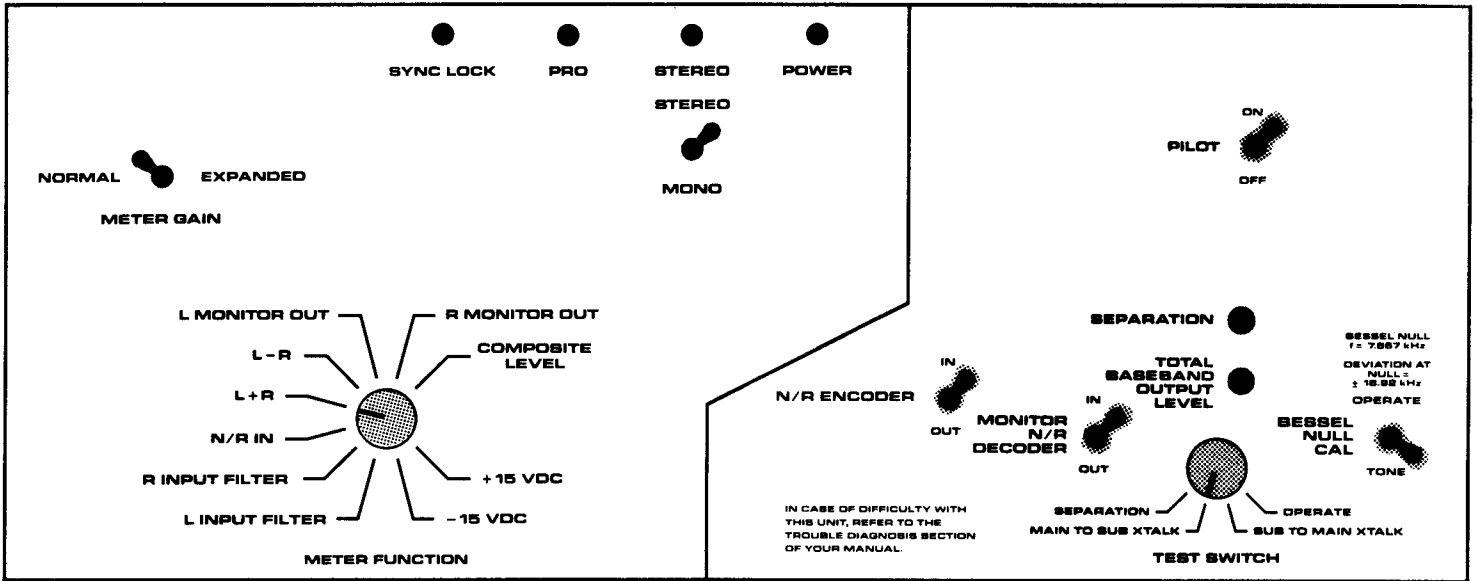 SYNC LOCK
PRO
STEREO
POWER
STEREO
MONO
NORMAL
EXPANDED
METER GAIN
L MONITOR OUT
R MONITOR OUT
L-R
COMPOSITE
LEVEL
L+R
N/R IN
R INPUT FILTER
+15 VDC
L INPUT FILTER
-15 VDC
METER FUNCTION
ON
PILOT
OFF
SEPARATION
TOTAL
BASEBAND
OUTPUT
LEVEL
BESSEL NULL
f = 7.867 kHz
DEVIATION AT
NULL =
± 18.92 kHz
OPERATE
IN
N/R ENCODER
OUT
IN
MONITOR
N/R
DECODER
OUT
BESSEL
NULL
CAL
TONE
SEPARATION
OPERATE
MAIN TO SUB XTALK
SUB TO MAIN XTALK
TEST SWITCH
IN CASE OF DIFFICULTY WITH
THIS UNIT, REFER TO THE
TROUBLE DIAGNOSIS SECTION
OF YOUR MANUAL.